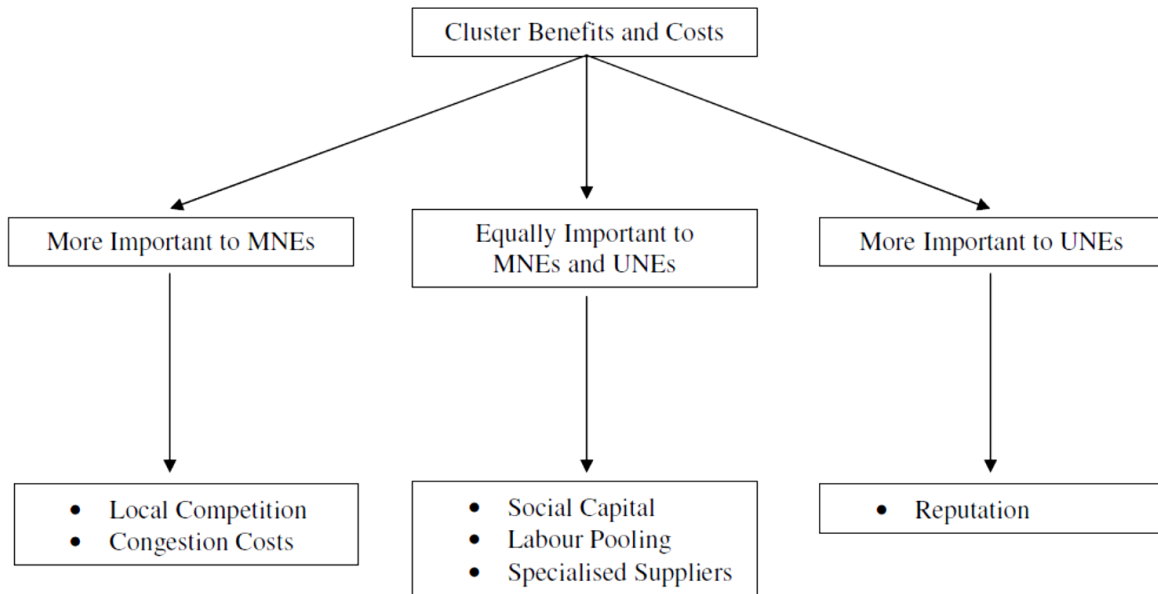 Cluster Benefits and Costs
More Important to MNEs
Equally Important to
MNEs and UNEs
More Important to UNEs
• Local Competition
• Congestion Costs
• Social Capital
• Labour Pooling
• Specialised Suppliers
• Reputation